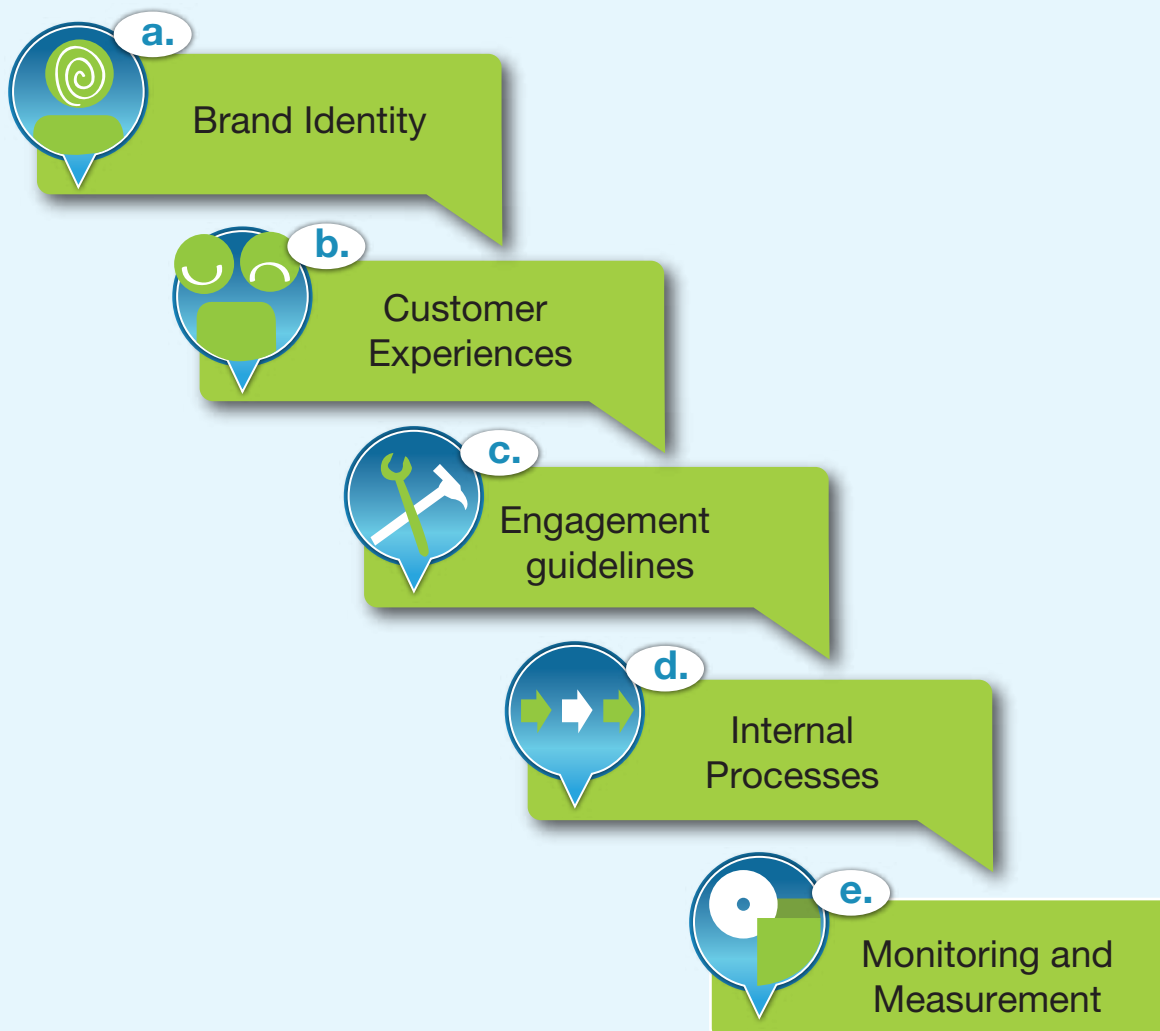 a.
Brand Identity
b.
Customer
Experiences
c.
Engagement
guidelines
d.
Internal
Processes
e.
Monitoring and
Measurement